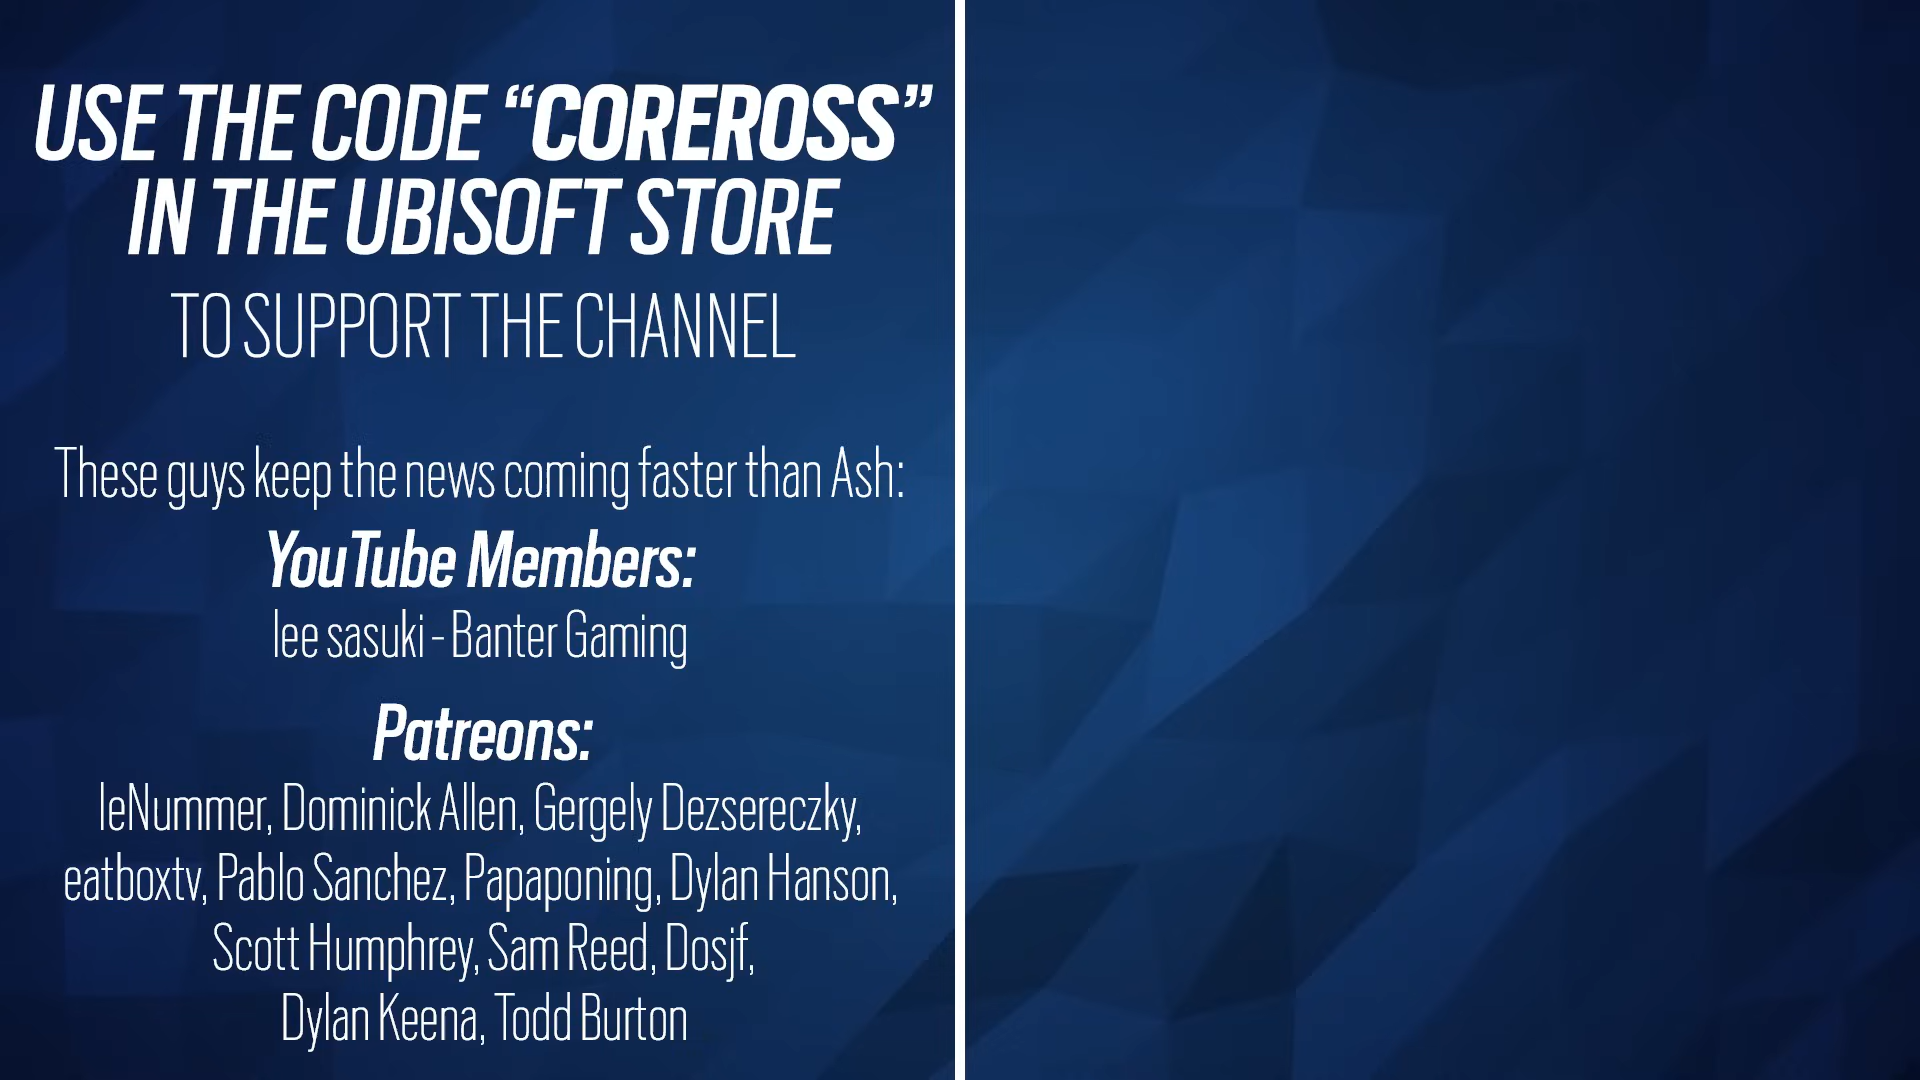 USE THE CODE “COREROSS”
IN THE UBISOFT STORE
TO SUPPORT THE CHANNEL
These guys keep the news coming faster than Ash:
YouTube Members:
lee sasuki - Banter Gaming
Patreons:
leNummer, Dominick Allen, Gergely Dezsereczky,
eatboxtv, Pablo Sanchez, Papaponing, Dylan Hanson,
Scott Humphrey, Sam Reed, Dosjf,
Dylan Keena, Todd Burton